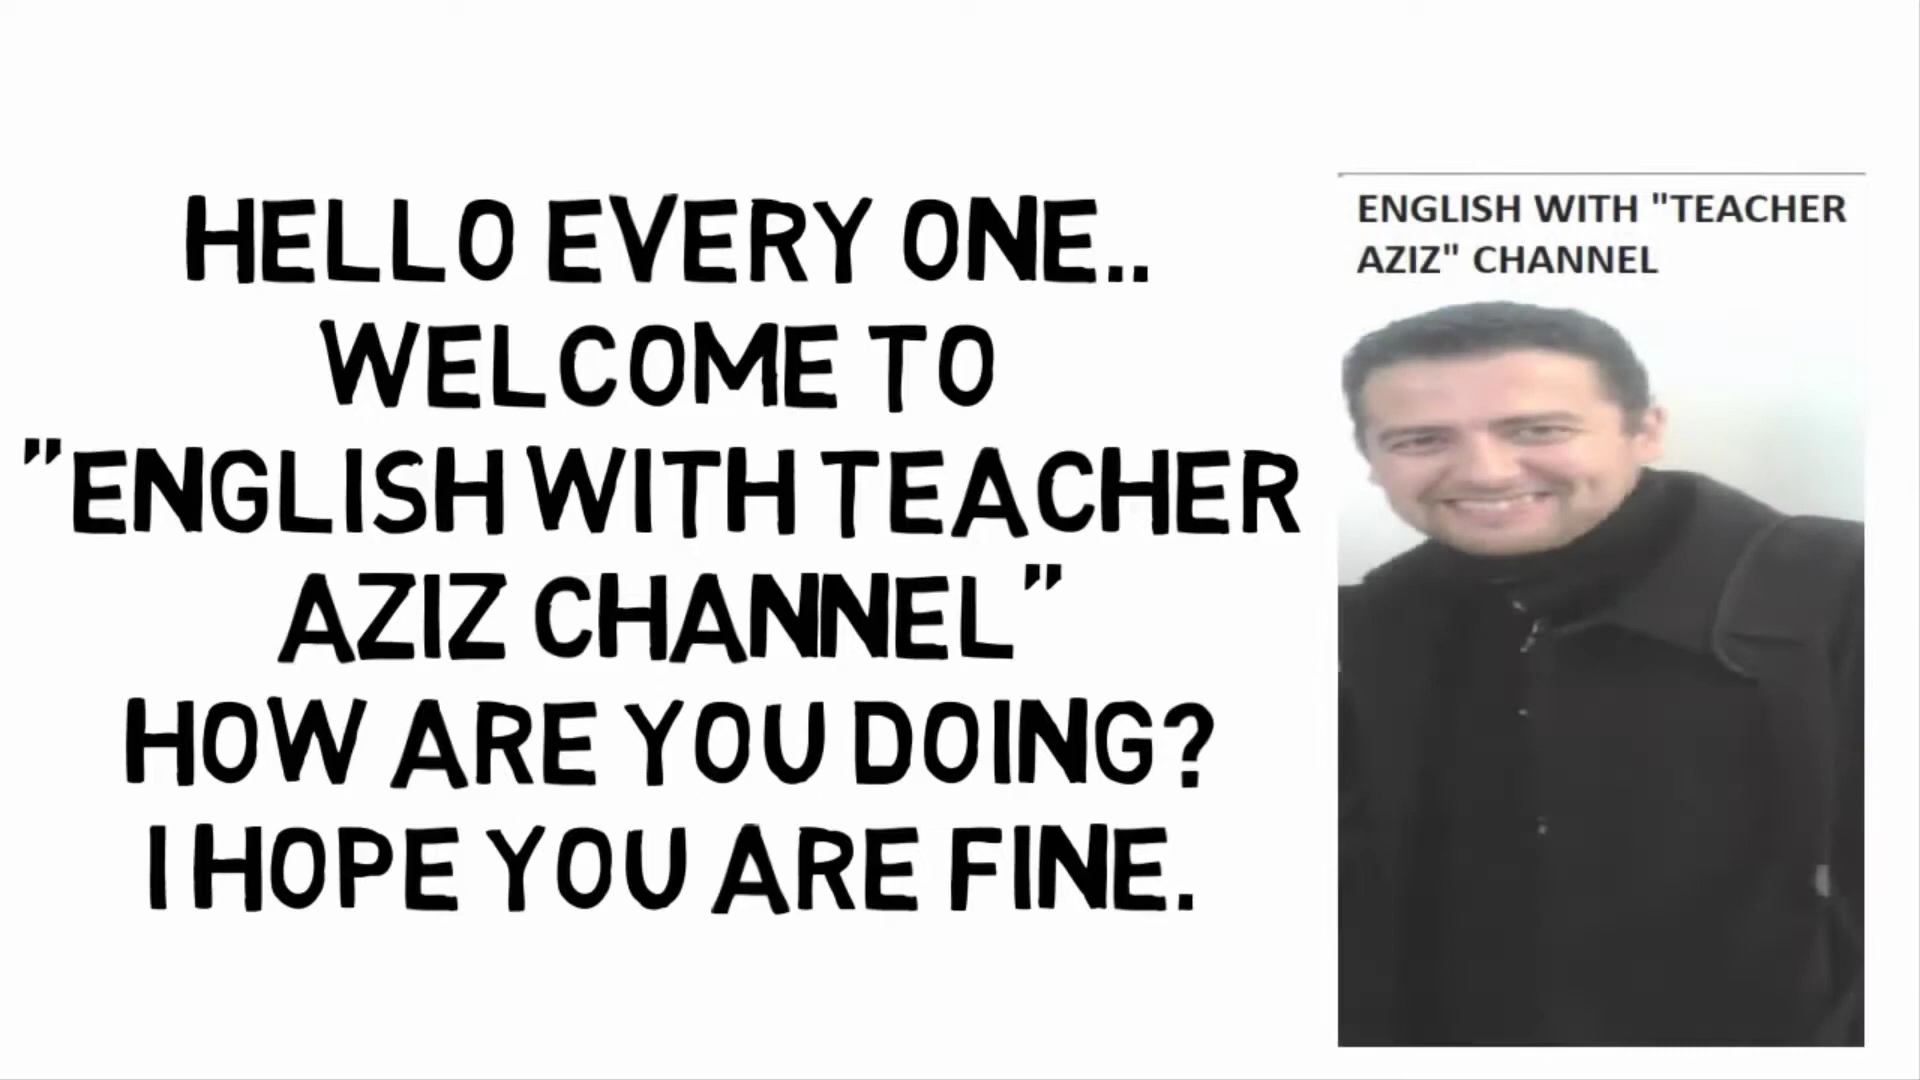 HELLO EVERY ONE..
WELCOME TO
"ENGLISH WITH TEACHER
AZIZ CHANNEL"
HOW ARE YOU DOING?
I HOPE YOU ARE FINE.
ENGLISH WITH "TEACHER
AZIZ" CHANNEL